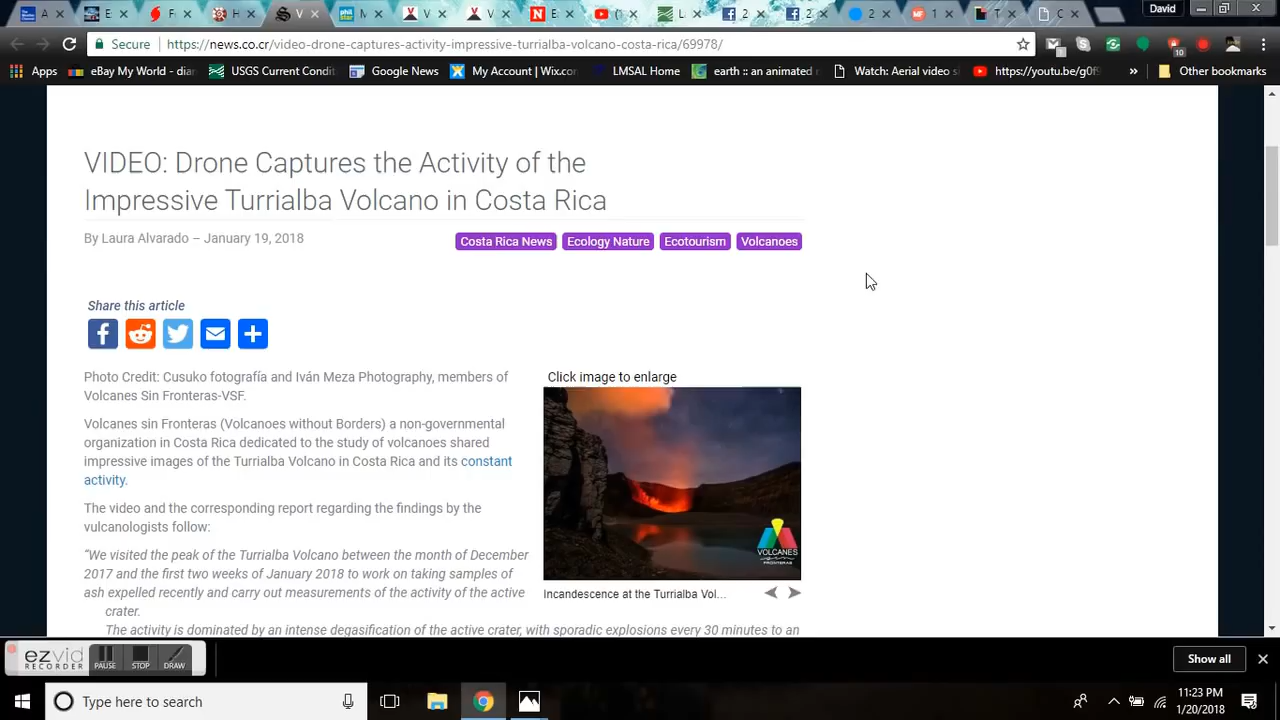 A
E
F
H
V
M
V
V
E
(
L
2
Z
2
1
T
C
David
Secure
https://news.co.cr/video-drone-captures-activity-impressive-turrialba-volcano-costa-rica/69978/
10
Apps
eBay My World - dian
USGS Current Condit
Google News
My Account | Wix.com
LMSAL Home
earth :: an animated
Watch: Aerial video s
https://youtu.be/g0f9
»
Other bookmarks
VIDEO: Drone Captures the Activity of the
Impressive Turrialba Volcano in Costa Rica
By Laura Alvarado – January 19, 2018
Costa Rica News
Ecology Nature
Ecotourism
Volcanoes
Share this article
Photo Credit: Cusuko fotografía and Iván Meza Photography, members of
Volcanes Sin Fronteras-VSF.
Click image to enlarge
Volcanes sin Fronteras (Volcanoes without Borders) a non-governmental
organization in Costa Rica dedicated to the study of volcanoes shared
impressive images of the Turrialba Volcano in Costa Rica and its constant
activity.
The video and the corresponding report regarding the findings by the
vulcanologists follow:
“We visited the peak of the Turrialba Volcano between the month of December
2017 and the first two weeks of January 2018 to work on taking samples of
ash expelled recently and carry out measurements of the activity of the active
crater.
The activity is dominated by an intense degasification of the active crater, with sporadic explosions every 30 minutes to an
VOLCANES
FRONTERAS
Incandescence at the Turrialba Vol...
ezvid
RECORDER
PAUSE
STOP
DRAW
Show all
Type here to search
11:23 PM
1/20/2018